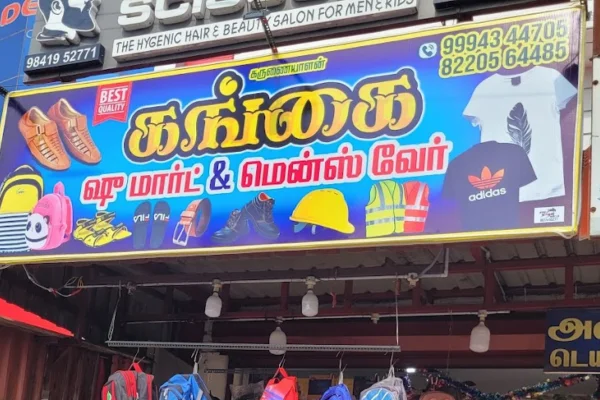 THE HYGENIC HAIR & BEAUTY SALON FOR MEN & KIDS
98419 52771
கருணையாளன்
99943 44705
82205 64485
BEST
QUALITY
கங்கை
ஷு மார்ட் & மென்ஸ் வேர்
adidas